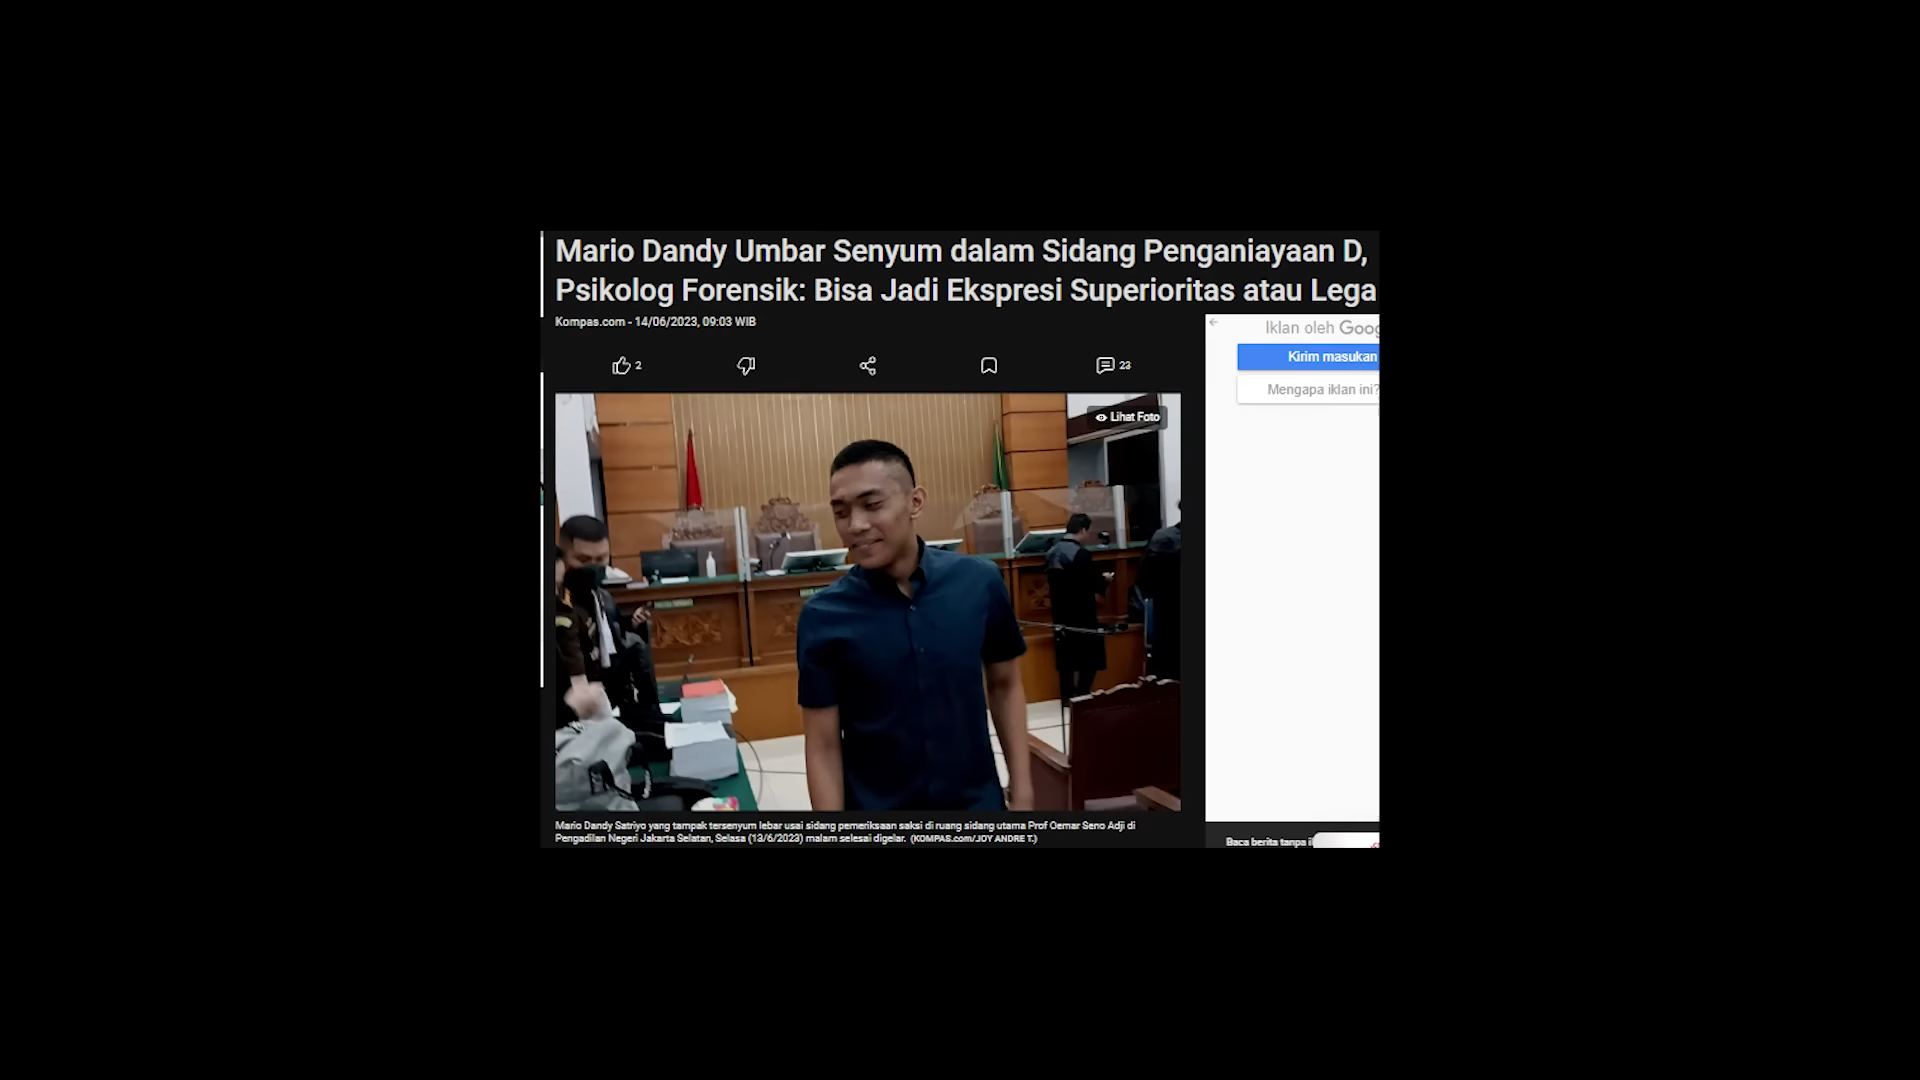 Mario Dandy Umbar Senyum dalam Sidang Penganiayaan D,
Psikolog Forensik: Bisa Jadi Ekspresi Superioritas atau Lega
Kompas.com - 14/06/2023, 09:03 WIB
2
23
Iklan oleh Goog
Kirim masukan
Mengapa iklan ini?
Lihat Foto
Mario Dandy Satriyo yang tampak tersenyum lebar usai sidang pemeriksaan saksi di ruang sidang utama Prof Oemar Seno Adji di
Pengadilan Negeri Jakarta Selatan, Selasa (13/6/2023) malam selesai digelar. (KOMPAS.com/JOY ANDRE T.)
Baca berita tanpa i